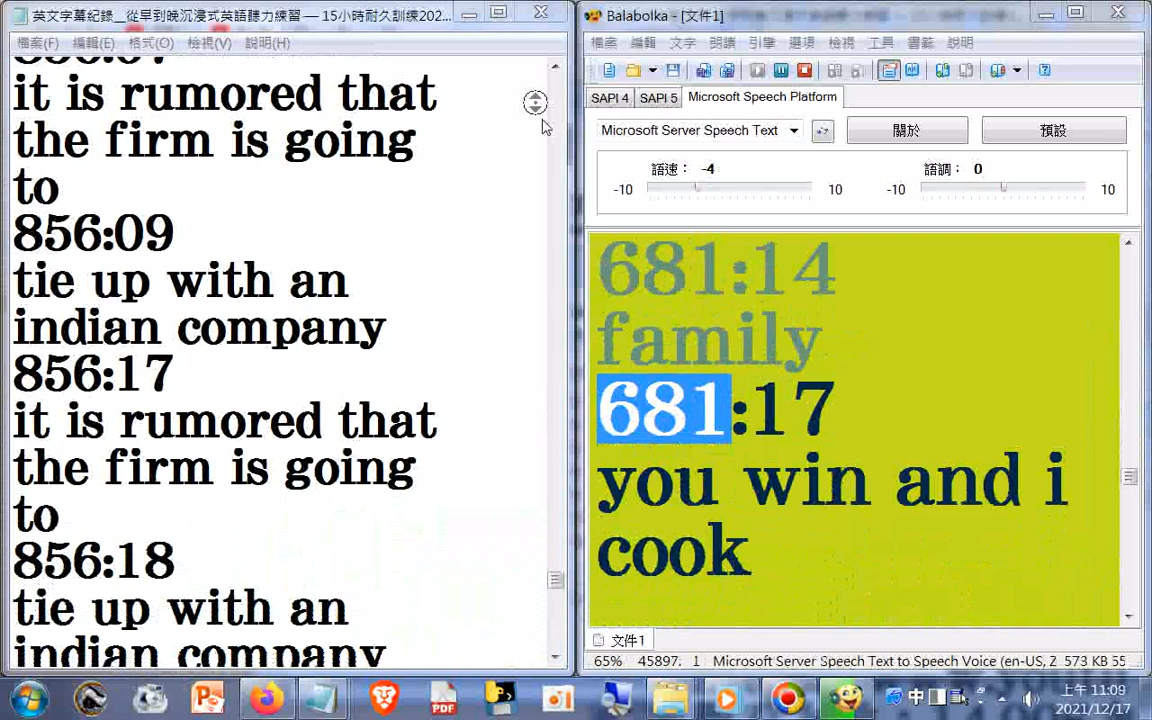 英文字幕紀錄__從早到晚沉浸式英語聽力練習 — 15小時耐久訓練202...
檔案(F) 編輯(E) 格式(O) 檢視(V) 說明(H)
it is rumored that
the firm is going
to
856:09
tie up with an
indian company
856:17
it is rumored that
the firm is going
to
856:18
tie up with an
indian company
Balabolka - [文件1]
檔案 編輯 文字 朗讀 引擎 選項 檢視 工具 書籤 說明
SAPI 4 SAPI 5 Microsoft Speech Platform
Microsoft Server Speech Text 關於 預設
語速： -4 語調： 0
-10 10 -10 10
681:14
family
681:17
you win and i
cook
文件1
65% 45897. 1 Microsoft Server Speech Text to Speech Voice (en-US, 2 573 KB 55
PDF 中 上午 11:09
2021/12/17